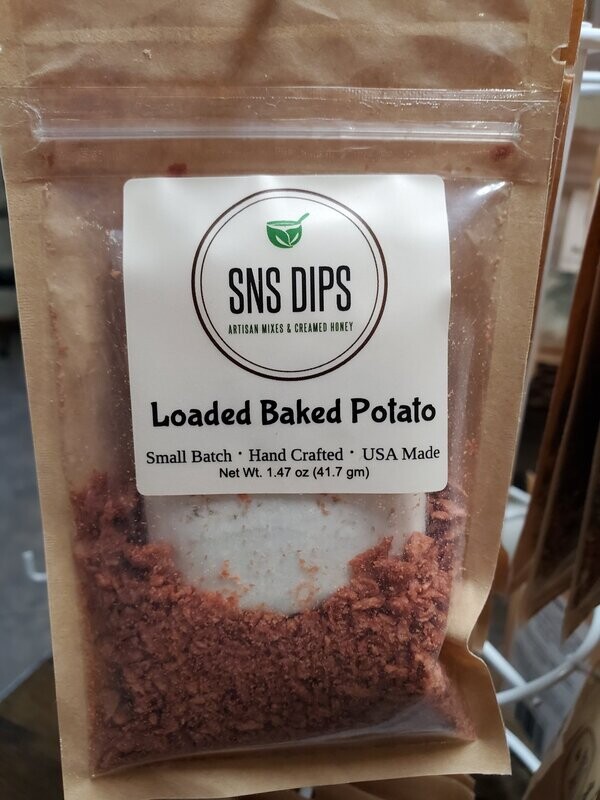 SNS DIPS
ARTISAN MIXES & CREAMED HONEY
Loaded Baked Potato
Small Batch · Hand Crafted · USA Made
Net Wt. 1.47 oz (41.7 gm)